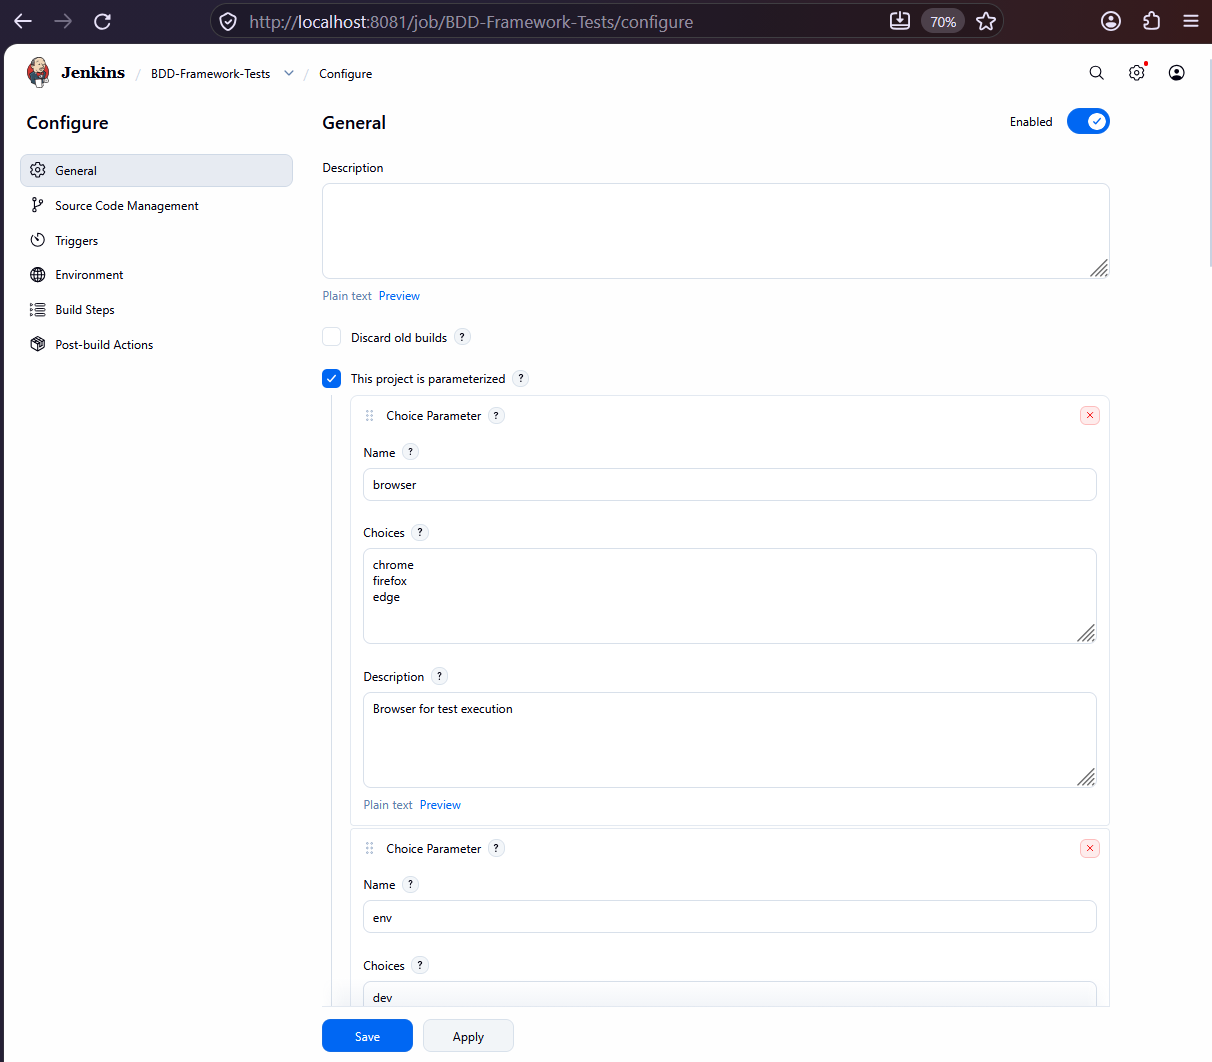 http://localhost:8081/job/BDD-Framework-Tests/configure
70%
Jenkins / BDD-Framework-Tests / Configure
Configure
General
Source Code Management
Triggers
Environment
Build Steps
Post-build Actions
General
Enabled
Description
Plain text Preview
Discard old builds ?
This project is parameterized ?
Choice Parameter ?
Name ?
browser
Choices ?
chrome
firefox
edge
Description ?
Browser for test execution
Plain text Preview
Choice Parameter ?
Name ?
env
Choices ?
dev
Save Apply